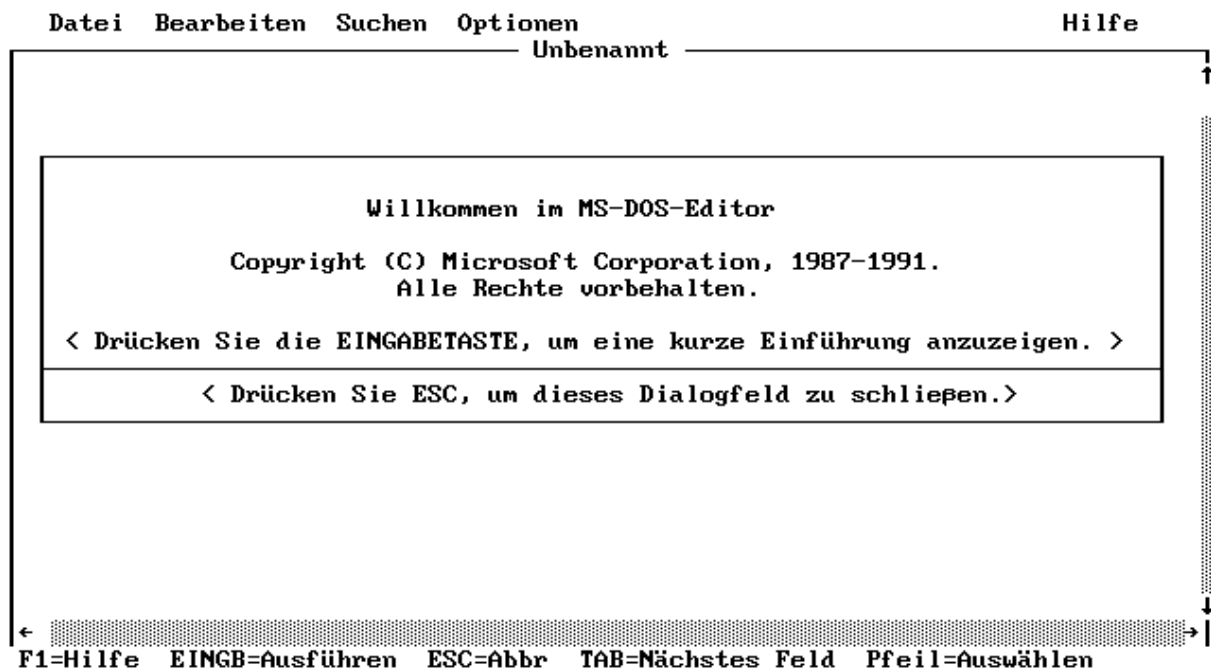 Datei Bearbeiten Suchen Optionen Hilfe
Unbenannt
Willkommen im MS-DOS-Editor
Copyright (C) Microsoft Corporation, 1987-1991.
Alle Rechte vorbehalten.
< Drücken Sie die EINGABETASTE, um eine kurze Einführung anzuzeigen. >
< Drücken Sie ESC, um dieses Dialogfeld zu schließen.>
F1=Hilfe EINGB=Ausführen ESC=Abbr TAB=Nächstes Feld Pfeil=Auswählen